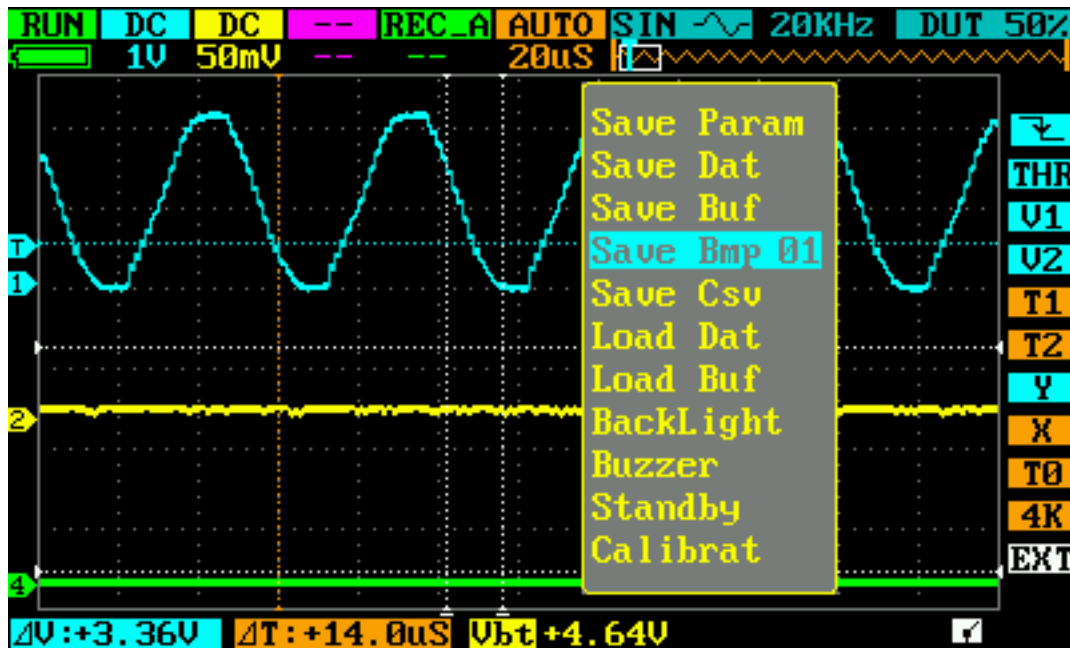 RUN DC DC -- REC_A AUTO SIN 20KHz DUT 50%
1V 50mV -- -- 20uS
Save Param
Save Dat
Save Buf
Save Bmp 01
Save Csv
Load Dat
Load Buf
BackLight
Buzzer
Standby
Calibrat
T
1
2
4
THR
V1
V2
T1
T2
Y
X
T0
4K
EXT
⊿V:+3.36V ⊿T:+14.0uS Vbt+4.64V